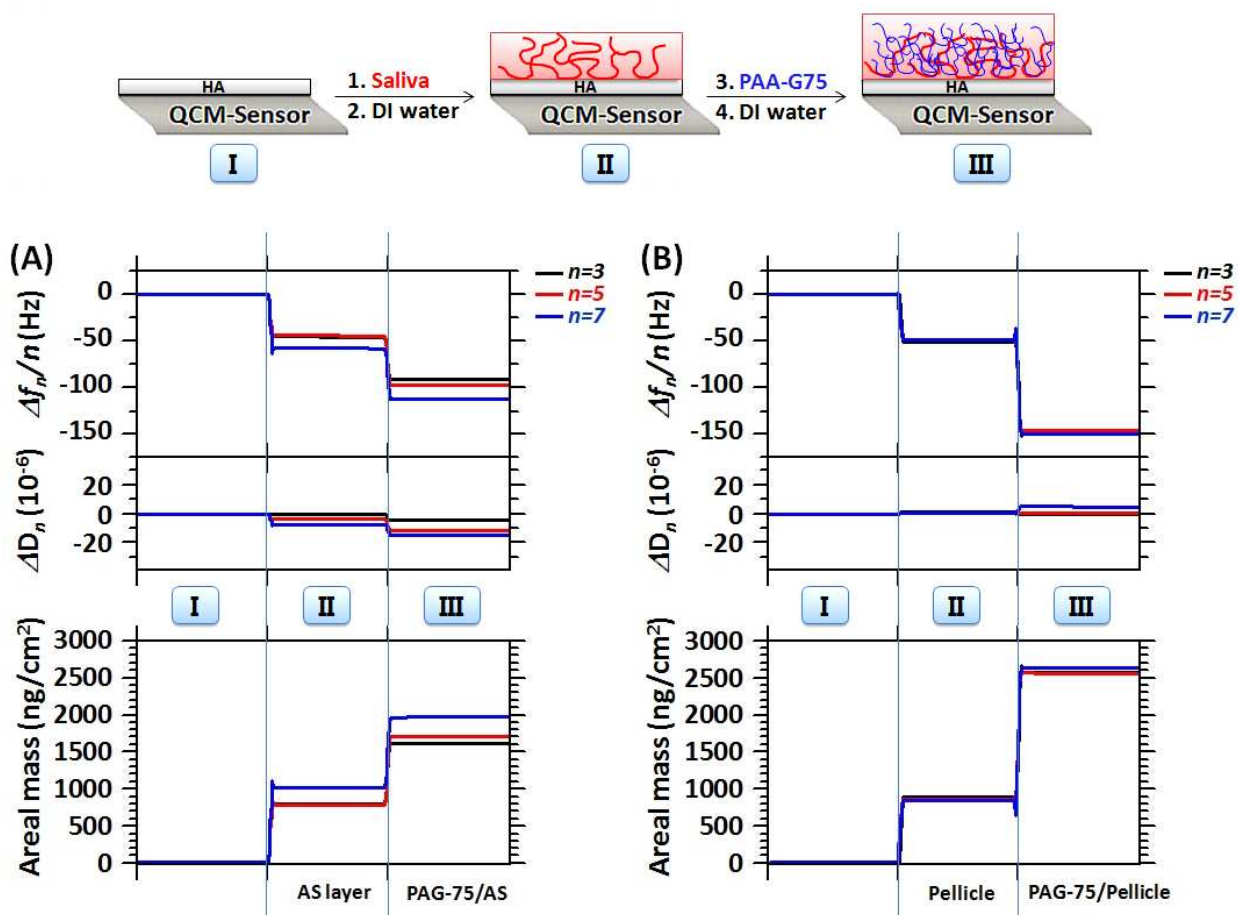 1. Saliva
2. DI water
3. PAA-G75
4. DI water
HA
QCM-Sensor
I
HA
QCM-Sensor
II
HA
QCM-Sensor
III
(A)
n=3
n=5
n=7
Δfn/n (Hz)
0
-50
-100
-150
ΔDn (10-6)
20
0
-20
I
II
III
Areal mass (ng/cm2)
3000
2500
2000
1500
1000
500
0
AS layer
PAG-75/AS
(B)
n=3
n=5
n=7
Δfn/n (Hz)
0
-50
-100
-150
ΔDn (10-6)
20
0
-20
I
II
III
Areal mass (ng/cm2)
3000
2500
2000
1500
1000
500
0
Pellicle
PAG-75/Pellicle